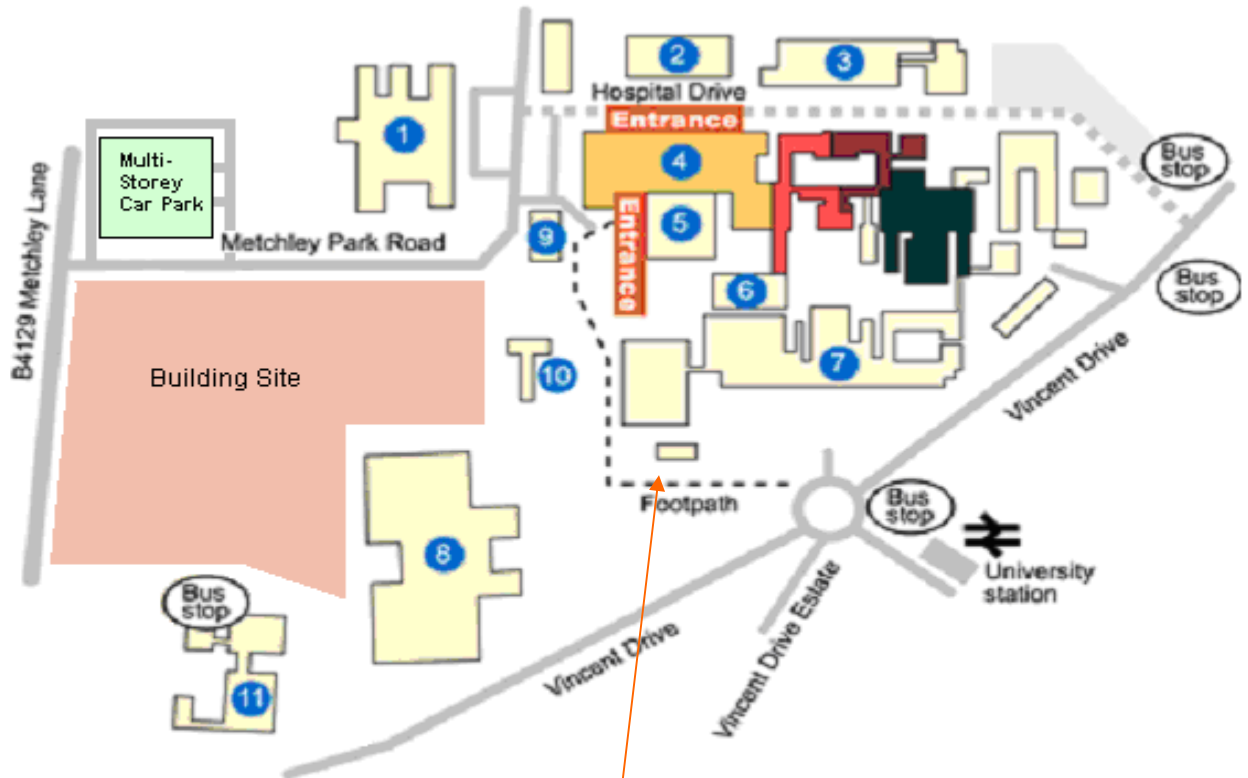 2
3
Hospital Drive
Entrance
1
4
Multi-
Storey
Car Park
Bus
stop
Entrance
5
9
Metchley Park Road
6
Bus
stop
B4129 Metchley Lane
7
Vincent Drive
Building Site
10
Footpath
Bus
stop
8
University
station
Bus
stop
Vincent Drive
Vincent Drive Estate
11